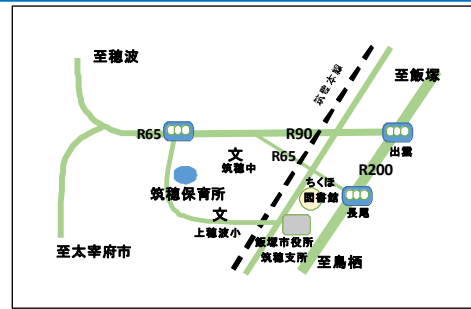 至穂波
至飯塚
筑豊本線
R65
R90
出雲
文
筑穂中
R65
R200
ちくほ
図書館
筑穂保育所
長尾
文
上穂波小
飯塚市役所
筑穂支所
至太宰府市
至鳥栖